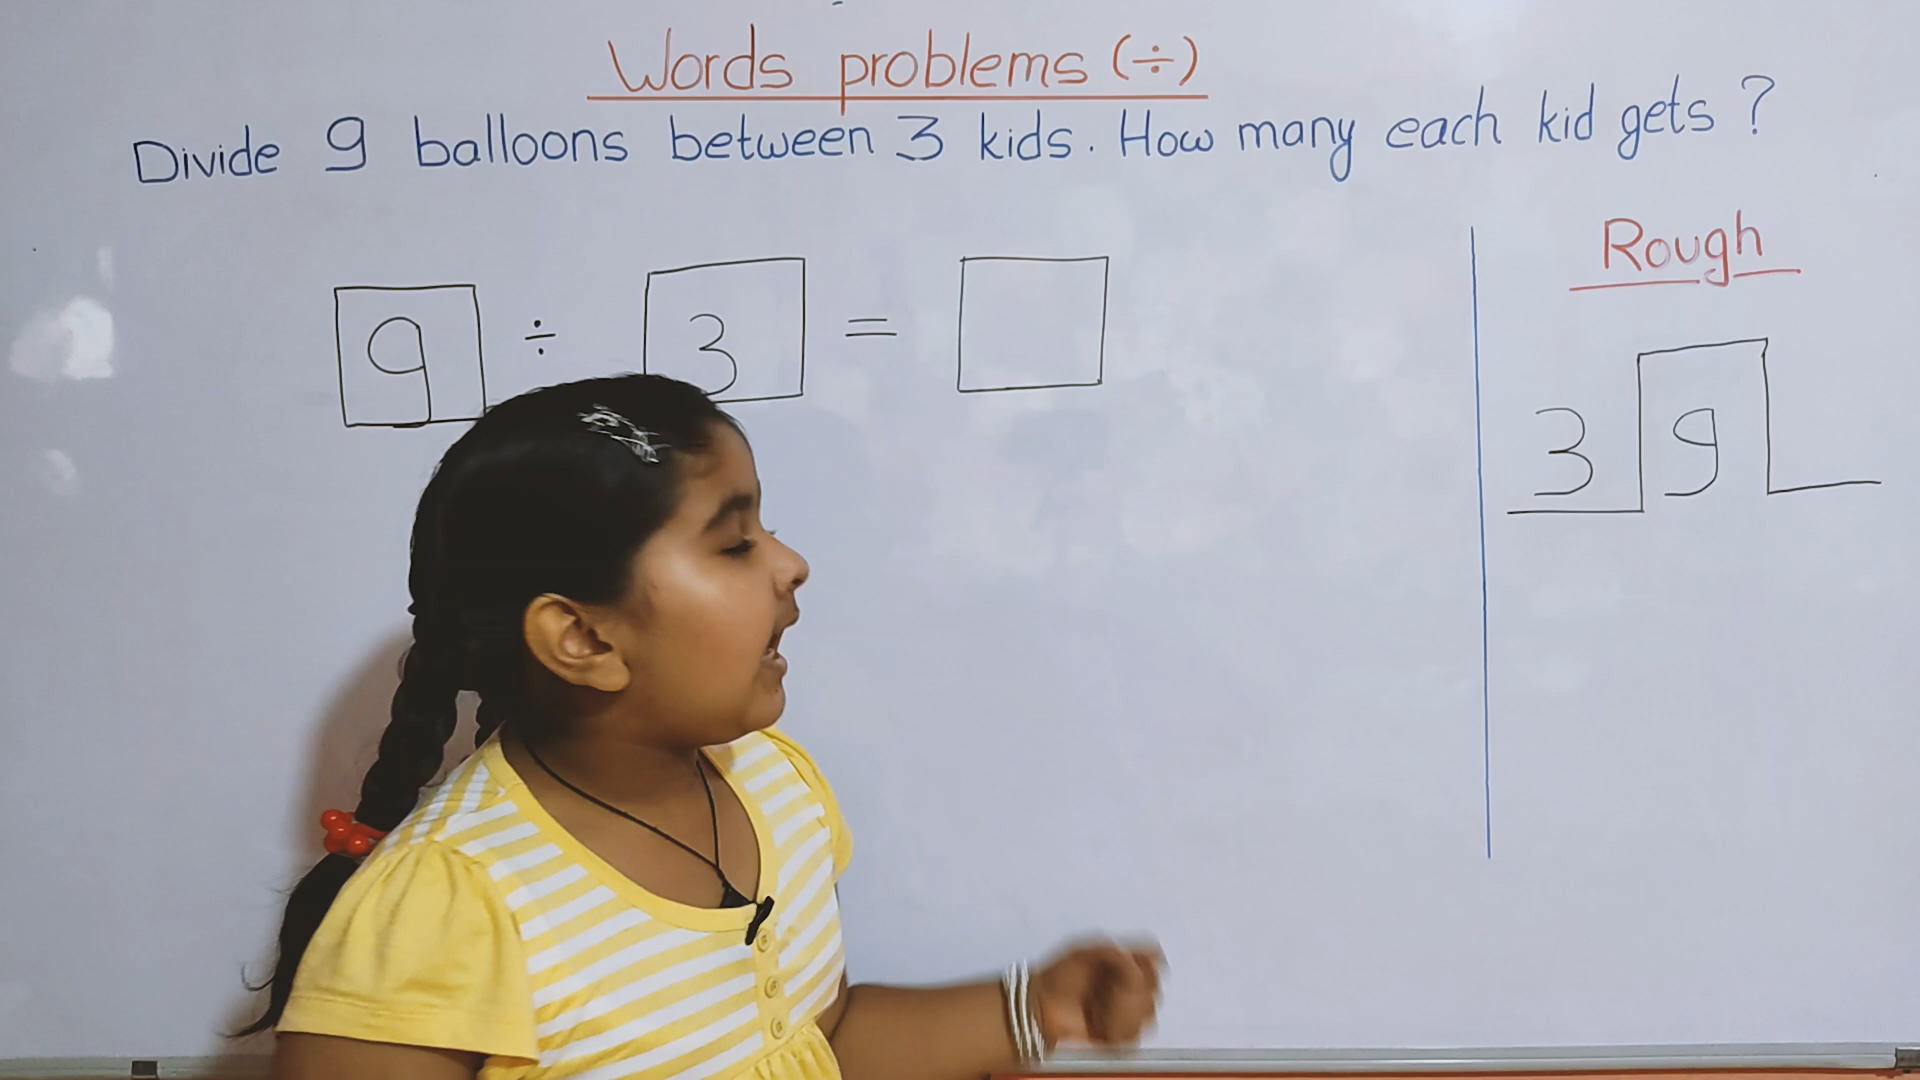 Words problems (÷)
Divide 9 balloons between 3 kids. How many each kid gets ?
9 ÷ 3 =
Rough
3 9